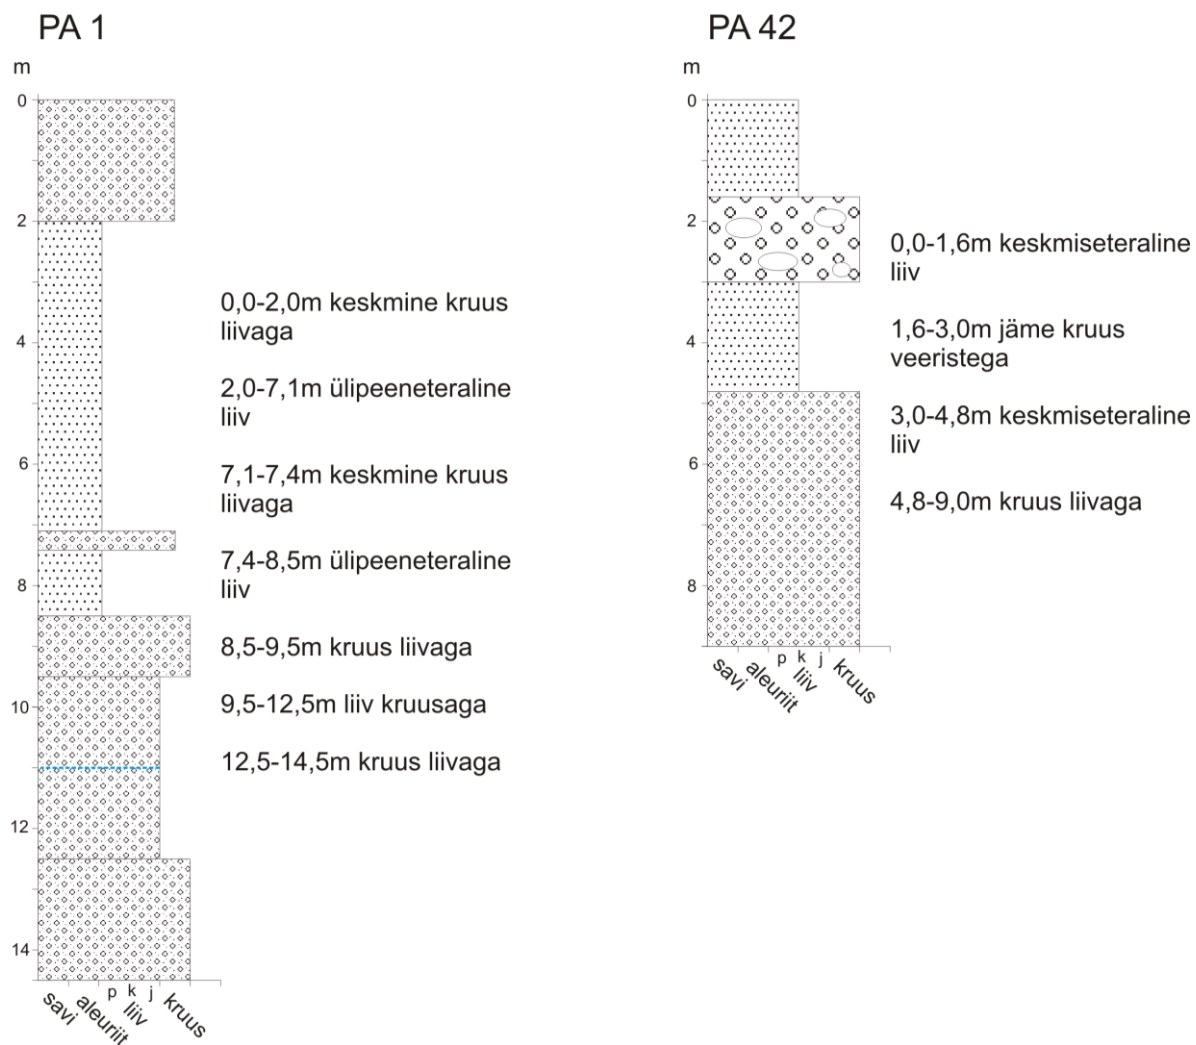 PA 1
m
0
2
4
6
8
10
12
14
savi
aleuriit
p k j
liiv
kruus
0,0-2,0m keskmine kruus
liivaga
2,0-7,1m ülipeeneteraline
liiv
7,1-7,4m keskmine kruus
liivaga
7,4-8,5m ülipeeneteraline
liiv
8,5-9,5m kruus liivaga
9,5-12,5m liiv kruusaga
12,5-14,5m kruus liivaga
PA 42
m
0
2
4
6
8
savi
aleuriit
p k j
liiv
kruus
0,0-1,6m keskmiseteraline
liiv
1,6-3,0m jäme kruus
veeristega
3,0-4,8m keskmiseteraline
liiv
4,8-9,0m kruus liivaga